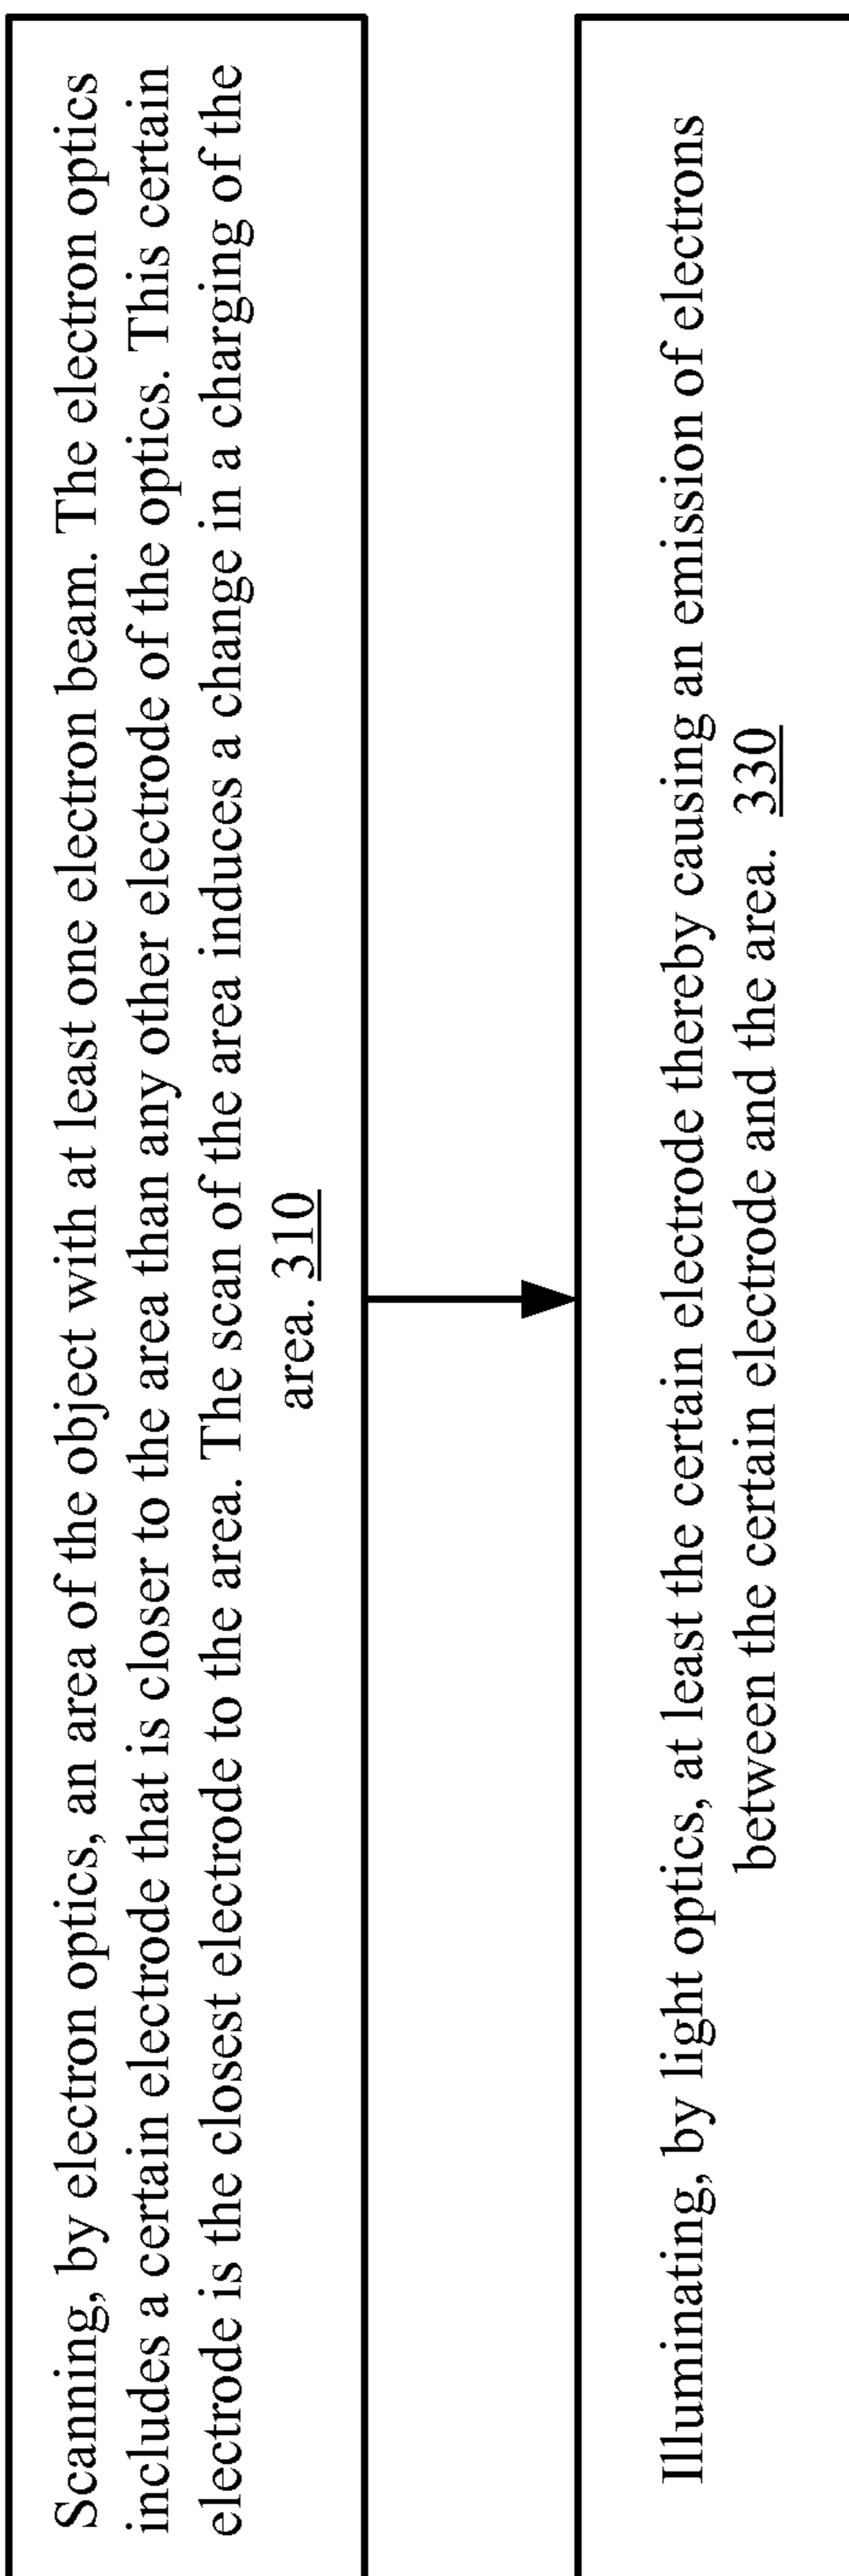 Scanning, by electron optics, an area of the object with at least one electron beam. The electron optics
includes a certain electrode that is closer to the area than any other electrode of the optics. This certain
electrode is the closest electrode to the area. The scan of the area induces a change in a charging of the
area. 310
Illuminating, by light optics, at least the certain electrode thereby causing an emission of electrons
between the certain electrode and the area. 330